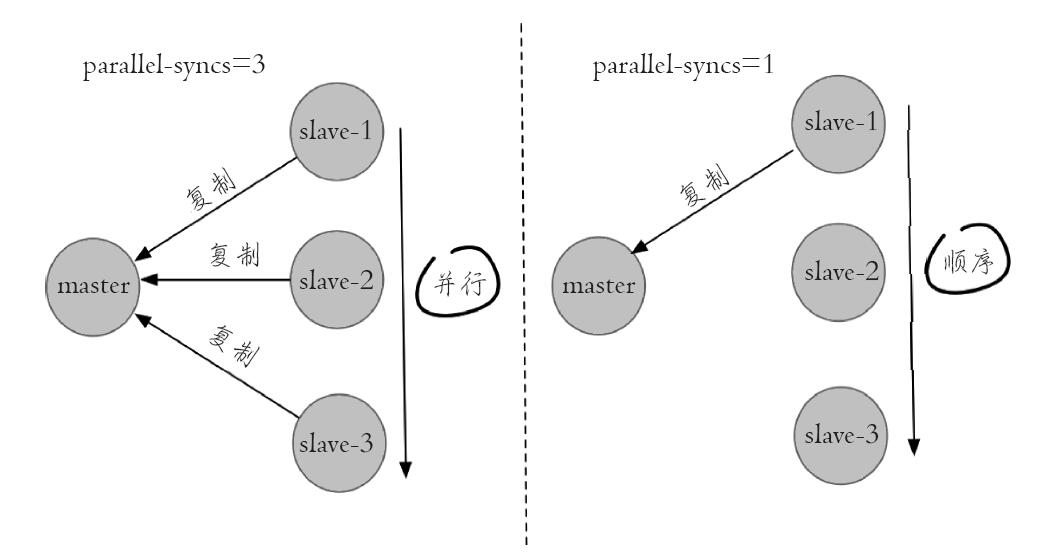 parallel-syncs=3
slave-1
复制
复制
slave-2
master
并行
复制
slave-3
parallel-syncs=1
slave-1
复制
slave-2
master
顺序
slave-3